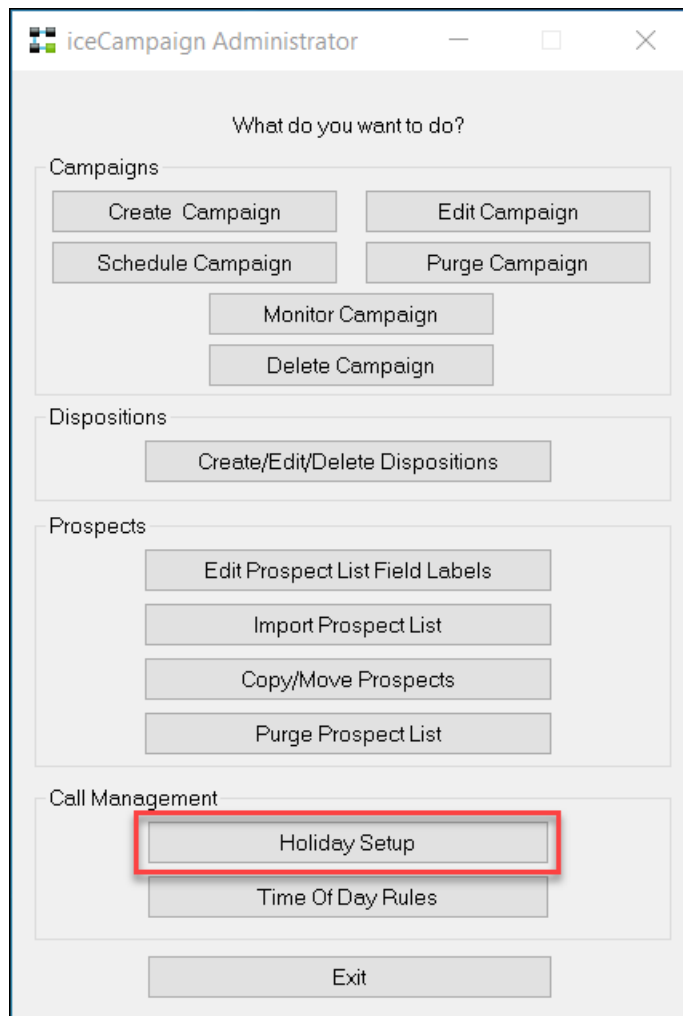 iceCampaign Administrator
What do you want to do?
Campaigns
Create Campaign
Edit Campaign
Schedule Campaign
Purge Campaign
Monitor Campaign
Delete Campaign
Dispositions
Create/Edit/Delete Dispositions
Prospects
Edit Prospect List Field Labels
Import Prospect List
Copy/Move Prospects
Purge Prospect List
Call Management
Holiday Setup
Time Of Day Rules
Exit